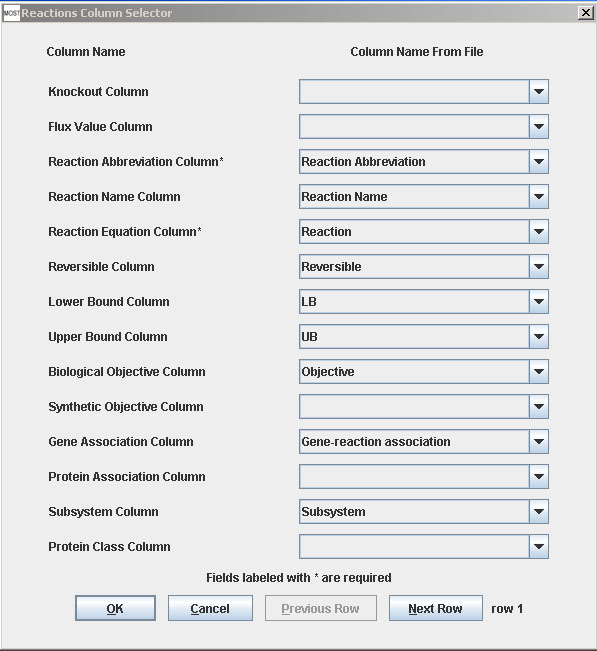 MOST Reactions Column Selector
Column Name Column Name From File
Knockout Column
Flux Value Column
Reaction Abbreviation Column* Reaction Abbreviation
Reaction Name Column Reaction Name
Reaction Equation Column* Reaction
Reversible Column Reversible
Lower Bound Column LB
Upper Bound Column UB
Biological Objective Column Objective
Synthetic Objective Column
Gene Association Column Gene-reaction association
Protein Association Column
Subsystem Column Subsystem
Protein Class Column
Fields labeled with * are required
OK Cancel Previous Row Next Row row 1